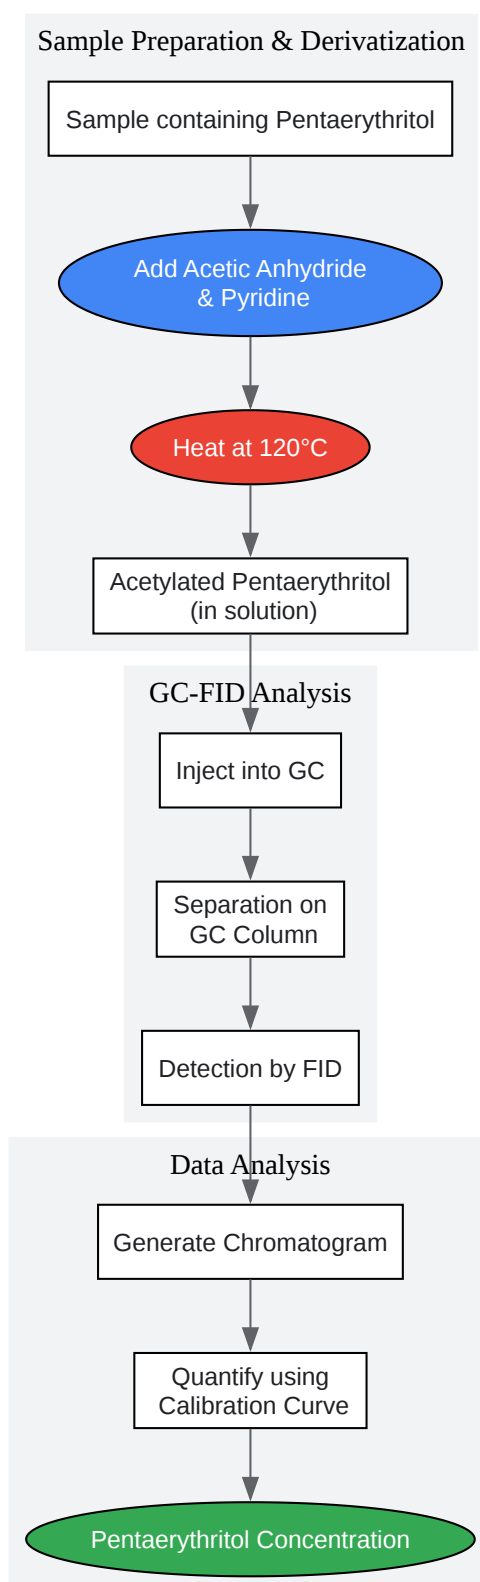 Sample Preparation & Derivatization
Sample containing Pentaerythritol
Add Acetic Anhydride
& Pyridine
Heat at 120°C
Acetylated Pentaerythritol
(in solution)
GC-FID Analysis
Inject into GC
Separation on
GC Column
Detection by FID
Data Analysis
Generate Chromatogram
Quantify using
Calibration Curve
Pentaerythritol Concentration